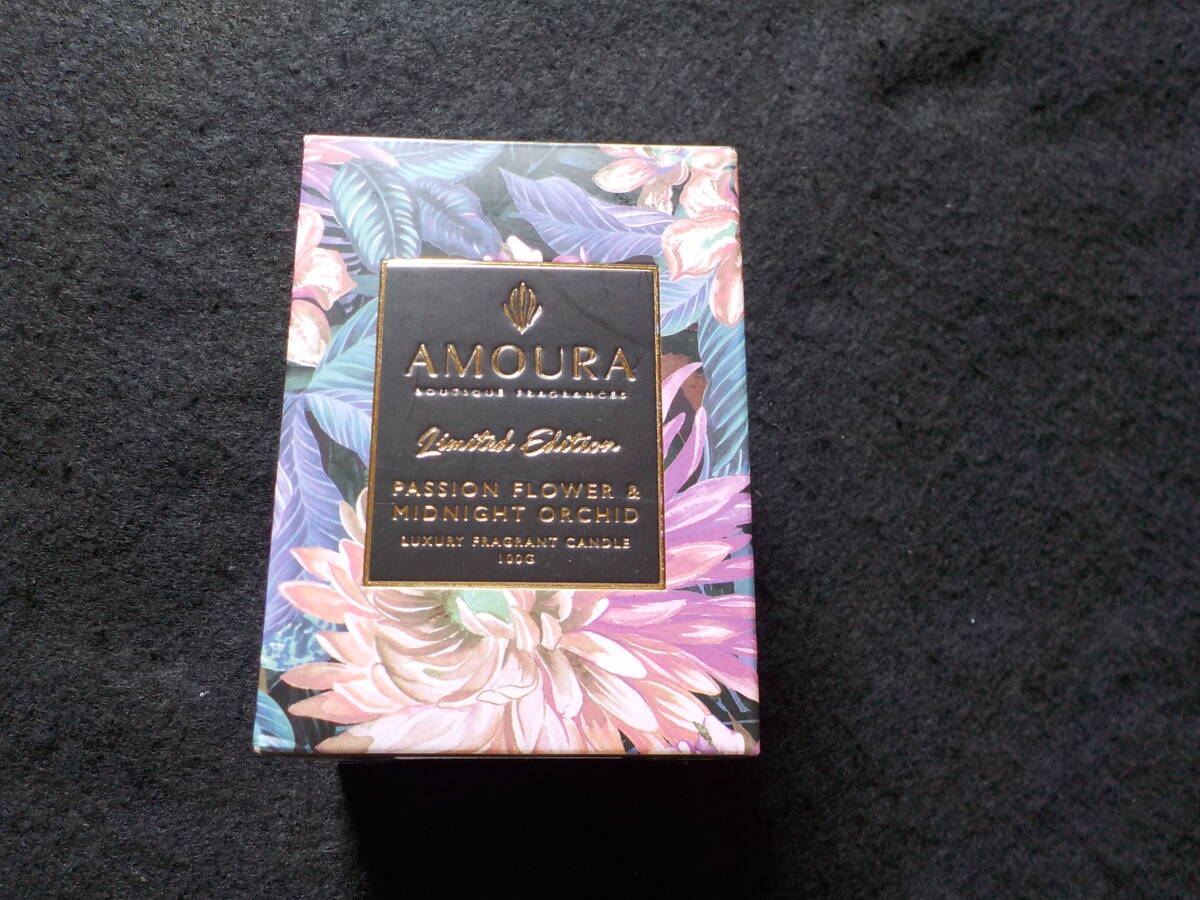 AMOURA
BOUTIQUE FRAGRANCES
Limited Edition
PASSION FLOWER &
MIDNIGHT ORCHID
LUXURY FRAGRANT CANDLE
100G